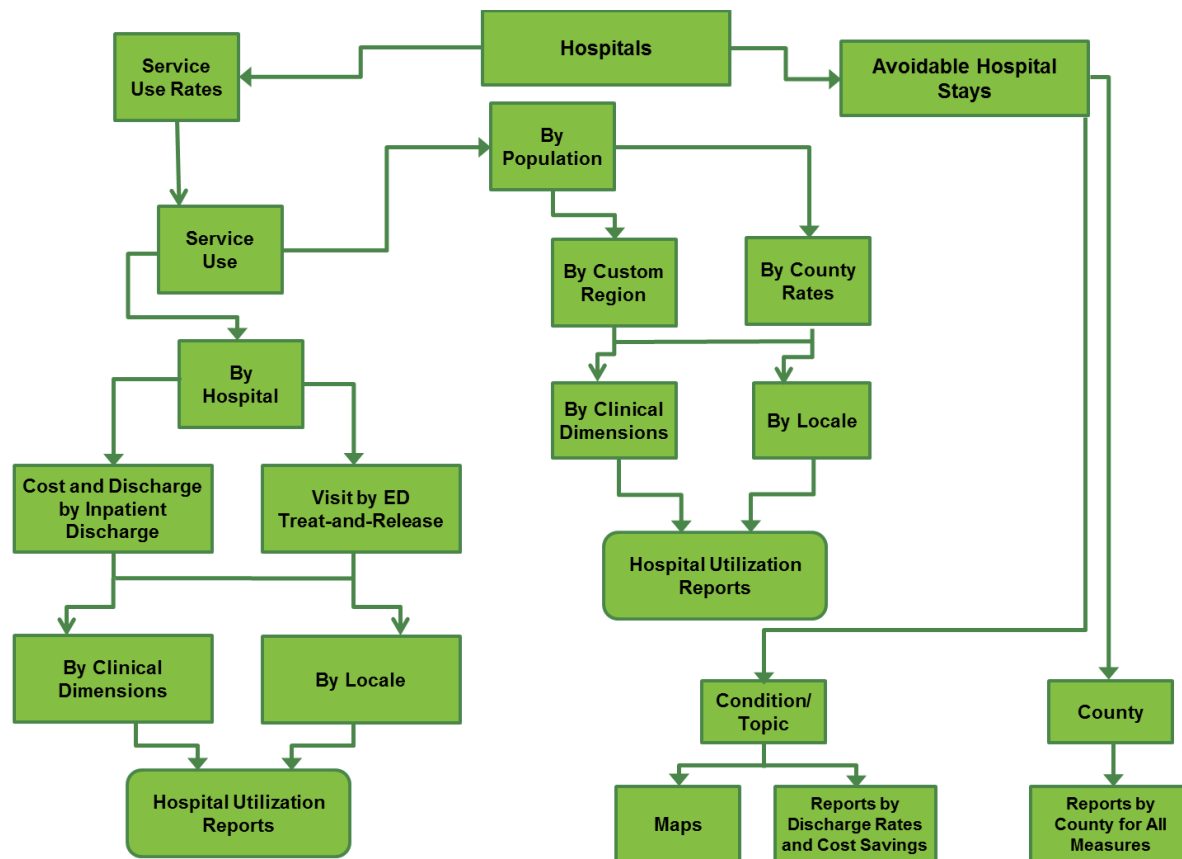 Hospitals
Service
Use Rates
Avoidable Hospital
Stays
By
Population
Service
Use
By Custom
Region
By County
Rates
By
Hospital
By Clinical
Dimensions
By Locale
Cost and Discharge
by Inpatient
Discharge
Visit by ED
Treat-and-Release
Hospital Utilization
Reports
By Clinical
Dimensions
By Locale
Condition/
Topic
County
Hospital Utilization
Reports
Maps
Reports by
Discharge Rates
and Cost Savings
Reports by
County for All
Measures